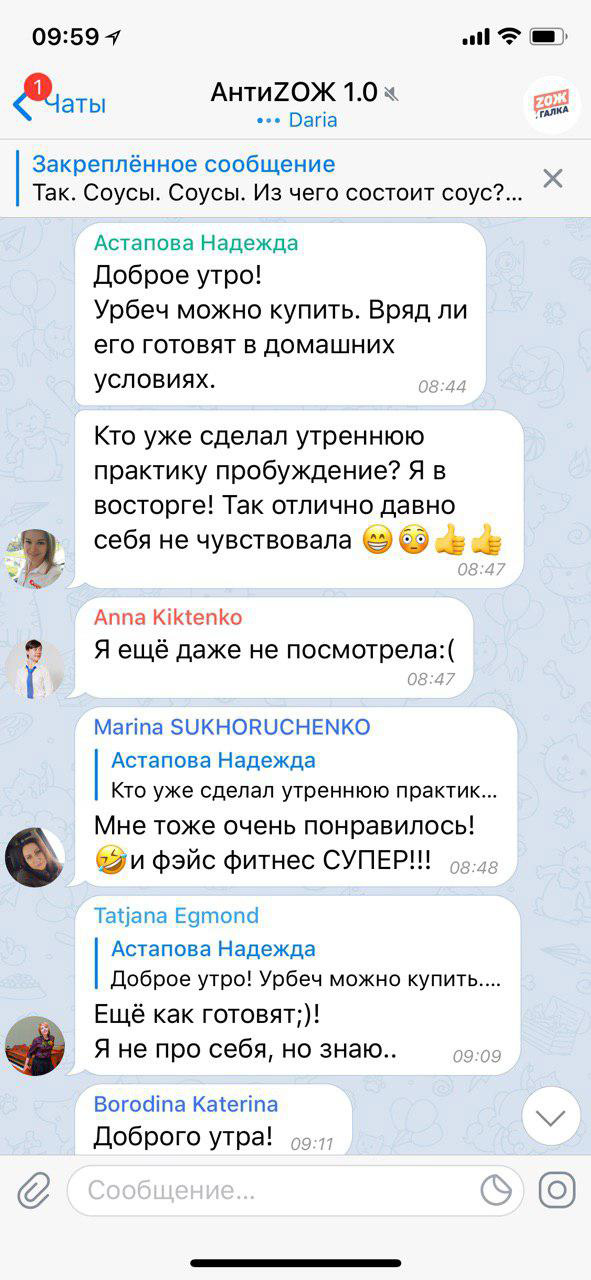 09:59
1
Чаты
АнтиZОЖ 1.0
Daria
ZОЖ
ГАЛКА
Закреплённое сообщение
Так. Соусы. Соусы. Из чего состоит соус?...
Астапова Надежда
Доброе утро!
Урбеч можно купить. Вряд ли
его готовят в домашних
условиях.
08:44
Кто уже сделал утреннюю
практику пробуждение? Я в
восторге! Так отлично давно
себя не чувствовала 😁😳👍👍
08:47
Anna Kiktenko
Я ещё даже не посмотрела:(
08:47
Marina SUKHORUCHENKO
Астапова Надежда
Кто уже сделал утреннюю практик...
Мне тоже очень понравилось!
🤣и фэйс фитнес СУПЕР!!!
08:48
Tatjana Egmond
Астапова Надежда
Доброе утро! Урбеч можно купить....
Ещё как готовят;)!
Я не про себя, но знаю..
09:09
Borodina Katerina
Доброго утра!
09:11
Сообщение...